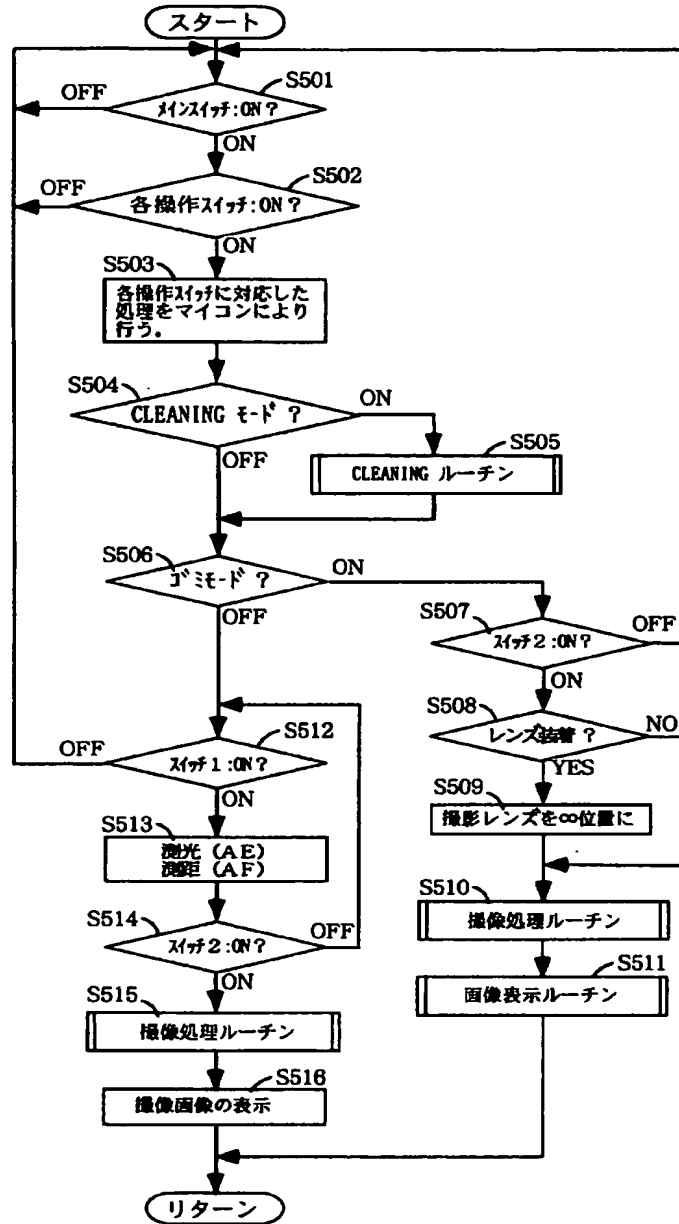 スタート
S501
OFF
メインスイッチ:ON?
ON
S502
OFF
各操作スイッチ:ON?
ON
S503
各操作スイッチに対応した
処理をマイコンにより
行う。
S504
CLEANING モード?
ON
OFF
S505
CLEANING ルーチン
S506
ゴミモード?
ON
OFF
S507
スイッチ2:ON?
OFF
ON
S508
レンズ装着?
NO
YES
S509
撮影レンズを∞位置に
S510
撮像処理ルーチン
S511
画像表示ルーチン
S512
OFF
スイッチ1:ON?
ON
S513
測光(AE)
測距(AF)
S514
スイッチ2:ON?
OFF
ON
S515
撮像処理ルーチン
S516
撮像画像の表示
リターン